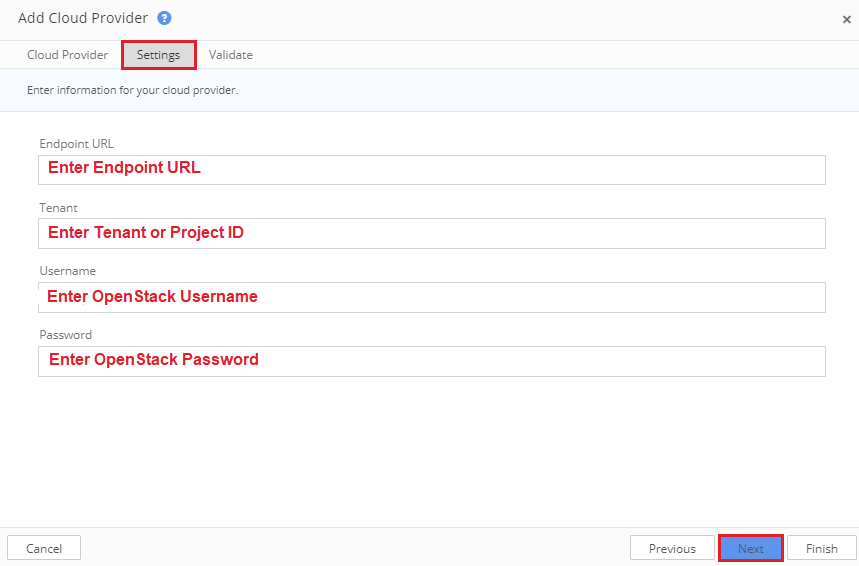 Add Cloud Provider ?
×
Cloud Provider Settings Validate
Enter information for your cloud provider.
Endpoint URL
Enter Endpoint URL
Tenant
Enter Tenant or Project ID
Username
Enter OpenStack Username
Password
Enter OpenStack Password
Cancel Previous Next Finish